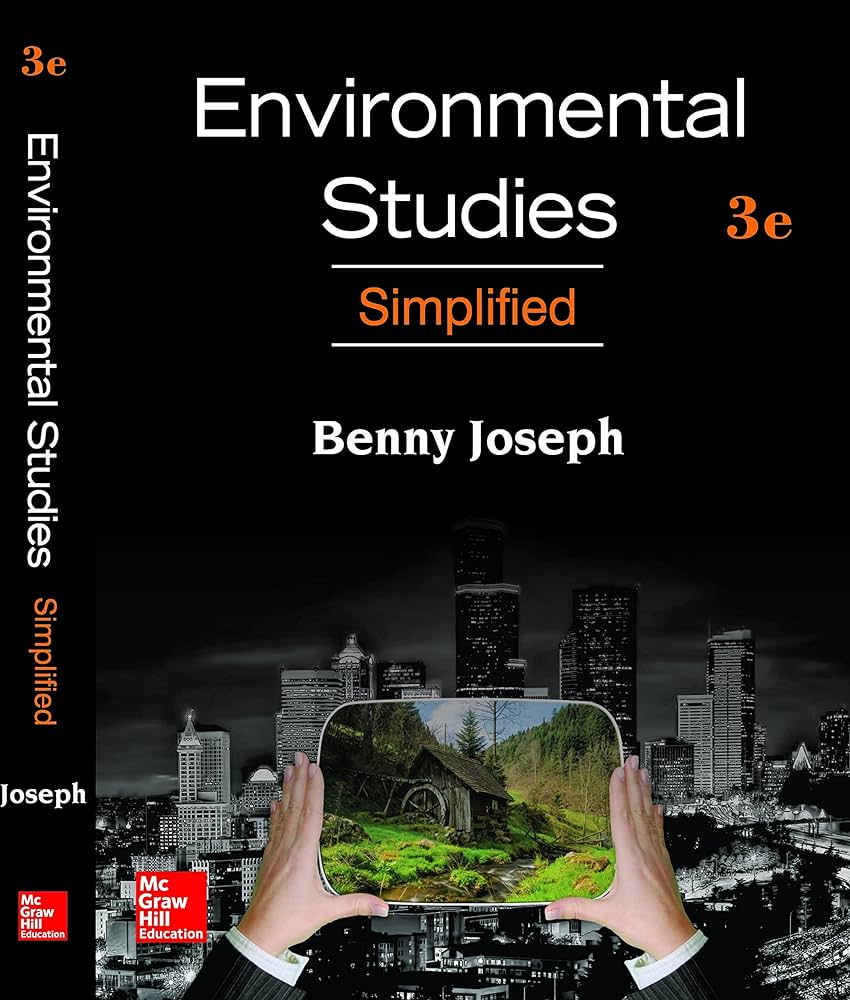 3e
Environmental Studies
Simplified
Joseph
Mc
Graw
Hill
Education
Environmental
Studies
3e
Simplified
Benny Joseph
Mc
Graw
Hill
Education